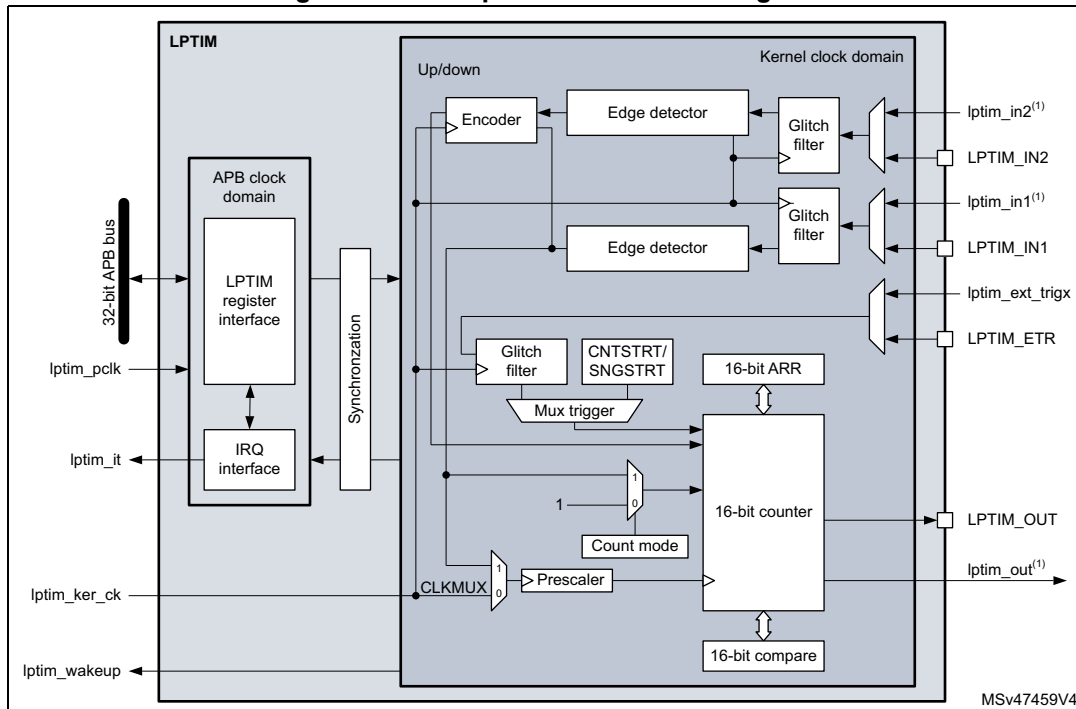 LPTIM
Kernel clock domain
Up/down
Encoder
Edge detector
Glitch
filter
lptim_in2(1)
LPTIM_IN2
APB clock
domain
Glitch
filter
lptim_in1(1)
LPTIM_IN1
Edge detector
32-bit APB bus
LPTIM
register
interface
Synchronzation
lptim_ext_trigx
LPTIM_ETR
Glitch
filter
CNTSTRT/
SNGSTRT
16-bit ARR
lptim_pclk
Mux trigger
lptim_it
IRQ
interface
1
1
0
16-bit counter
LPTIM_OUT
Count mode
lptim_ker_ck
CLKMUX
1
0
Prescaler
lptim_out(1)
16-bit compare
lptim_wakeup
MSv47459V4